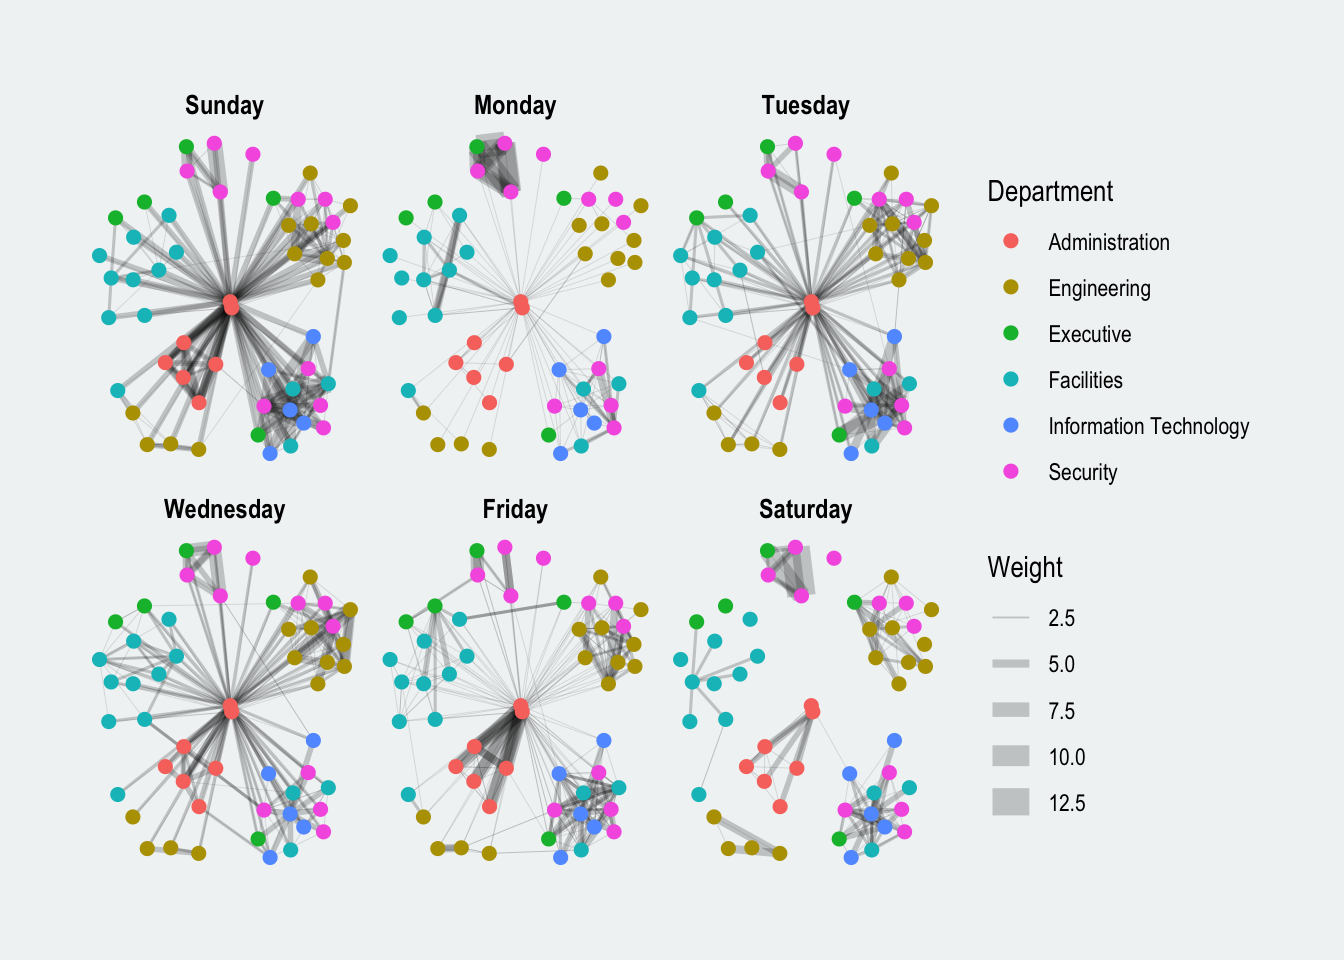 Sunday
Monday
Tuesday
Wednesday
Friday
Saturday
Department
Administration
Engineering
Executive
Facilities
Information Technology
Security
Weight
2.5
5.0
7.5
10.0
12.5